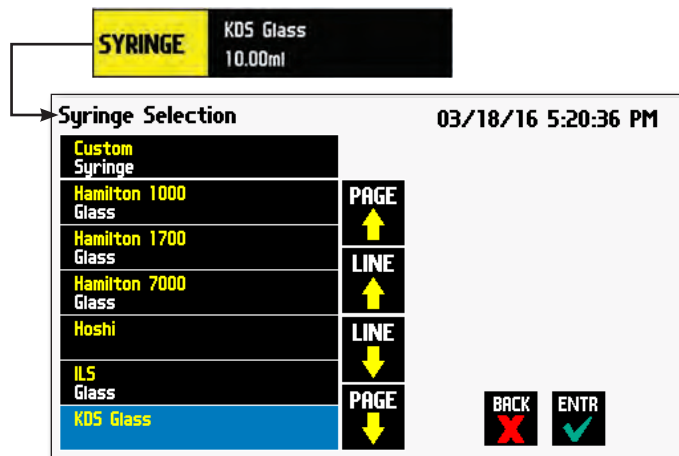 SYRINGE
KDS Glass
10.00ml
Syringe Selection
03/18/16 5:20:36 PM
Custom
Syringe
Hamilton 1000
Glass
Hamilton 1700
Glass
Hamilton 7000
Glass
Hoshi
ILS
Glass
KDS Glass
PAGE
LINE
LINE
PAGE
BACK
ENTR